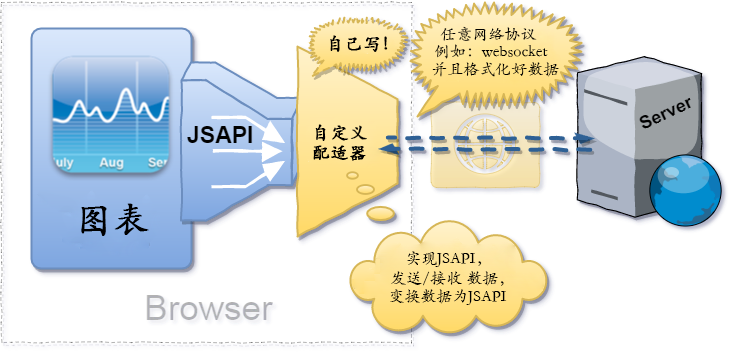 自己写！
任意网络协议
例如：websocket
并且格式化好数据
Server
JSAPI
自定义
配适器
July Aug Sep
图表
实现JSAPI，
发送/接收 数据，
变换数据为JSAPI
Browser